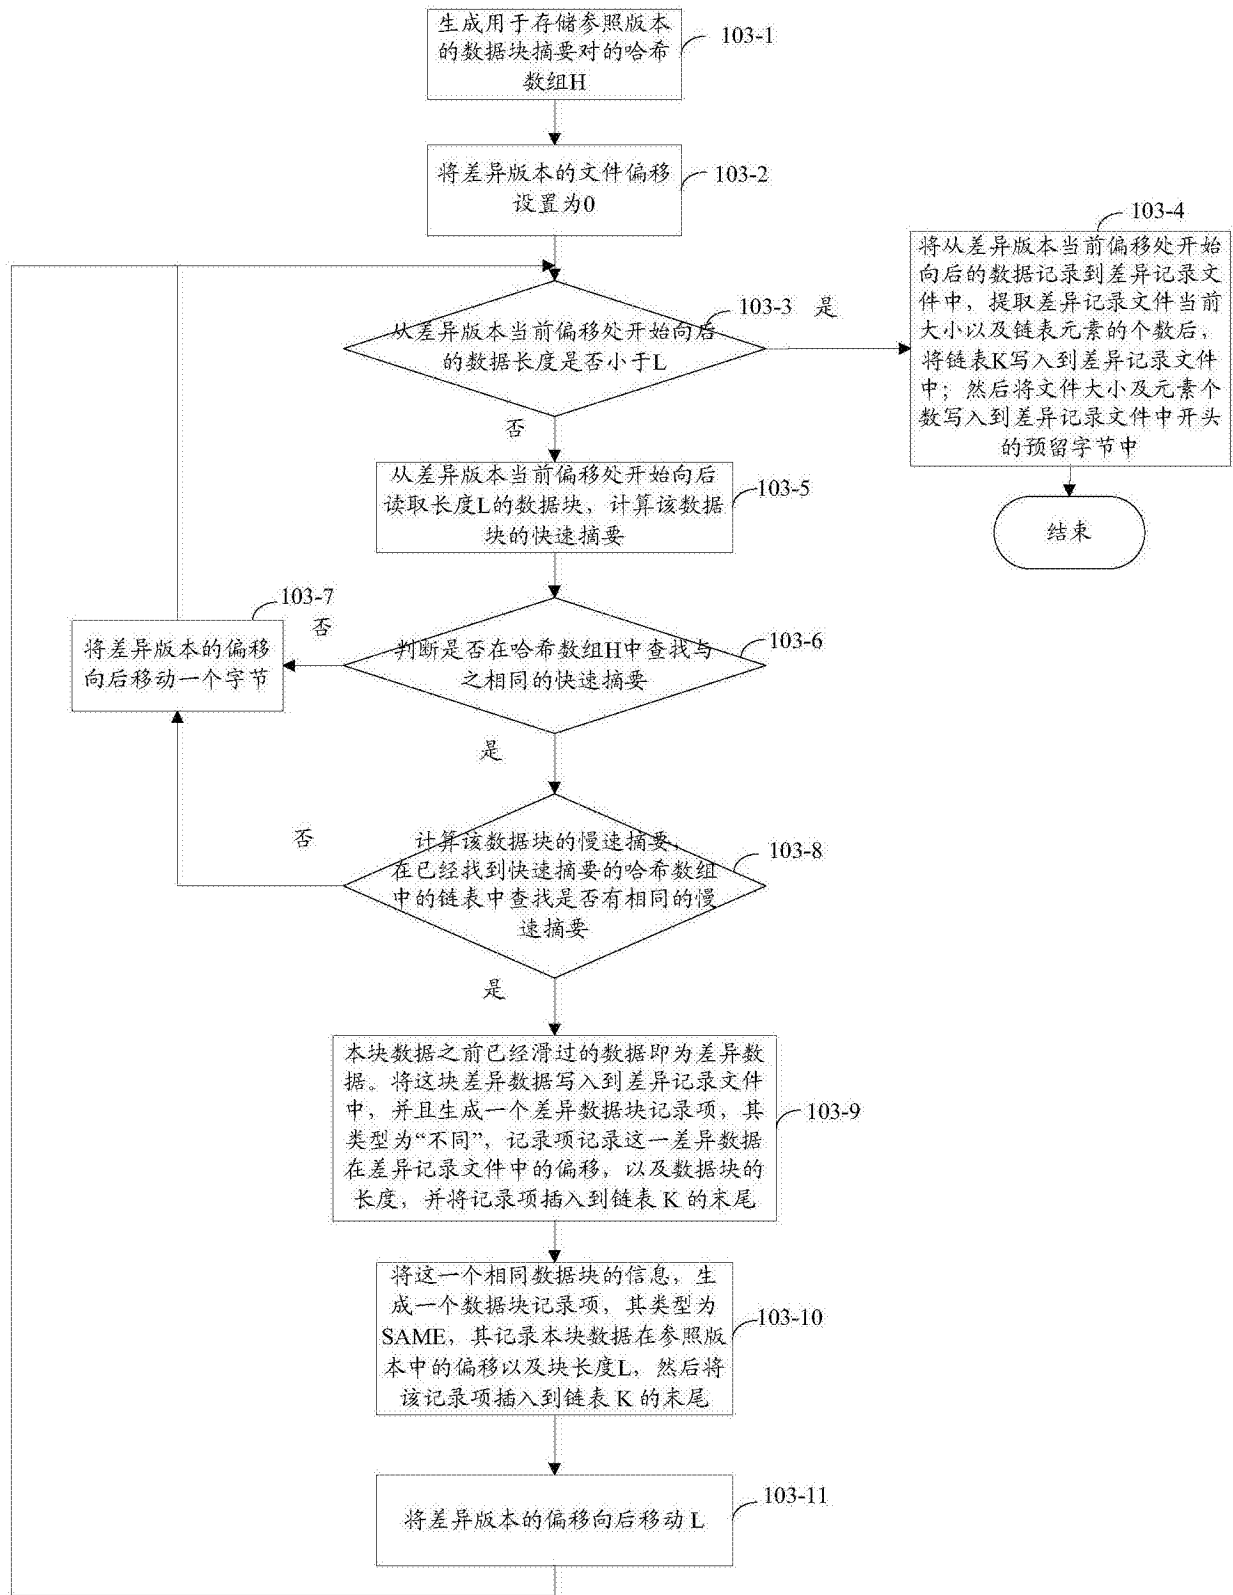 生成用于存储参照版本
的数据块摘要对的哈希
数组H
103-1
将差异版本的文件偏移
设置为0
103-2
从差异版本当前偏移处开始向后
的数据长度是否小于L
103-3
是
103-4
将从差异版本当前偏移处开始
向后的数据记录到差异记录文
件中，提取差异记录文件当前
大小以及链表元素的个数后，
将链表K写入到差异记录文件
中；然后将文件大小及元素个
数写入到差异记录文件中开头
的预留字节中
结束
否
从差异版本当前偏移处开始向后
读取长度L的数据块，计算该数据
块的快速摘要
103-5
103-7
否
将差异版本的偏移
向后移动一个字节
判断是否在哈希数组H中查找与
之相同的快速摘要
103-6
是
否
计算该数据块的慢速摘要，
在已经找到快速摘要的哈希数组
中的链表中查找是否有相同的慢
速摘要
103-8
是
本块数据之前已经滑过的数据即为差异数
据。将这块差异数据写入到差异记录文件
中，并且生成一个差异数据块记录项，其
类型为“不同”，记录项记录这一差异数据
在差异记录文件中的偏移，以及数据块的
长度，并将记录项插入到链表 K 的末尾
103-9
将这一个相同数据块的信息，生
成一个数据块记录项，其类型为
SAME，其记录本块数据在参照版
本中的偏移以及块长度L，然后将
该记录项插入到链表 K 的末尾
103-10
将差异版本的偏移向后移动 L
103-11